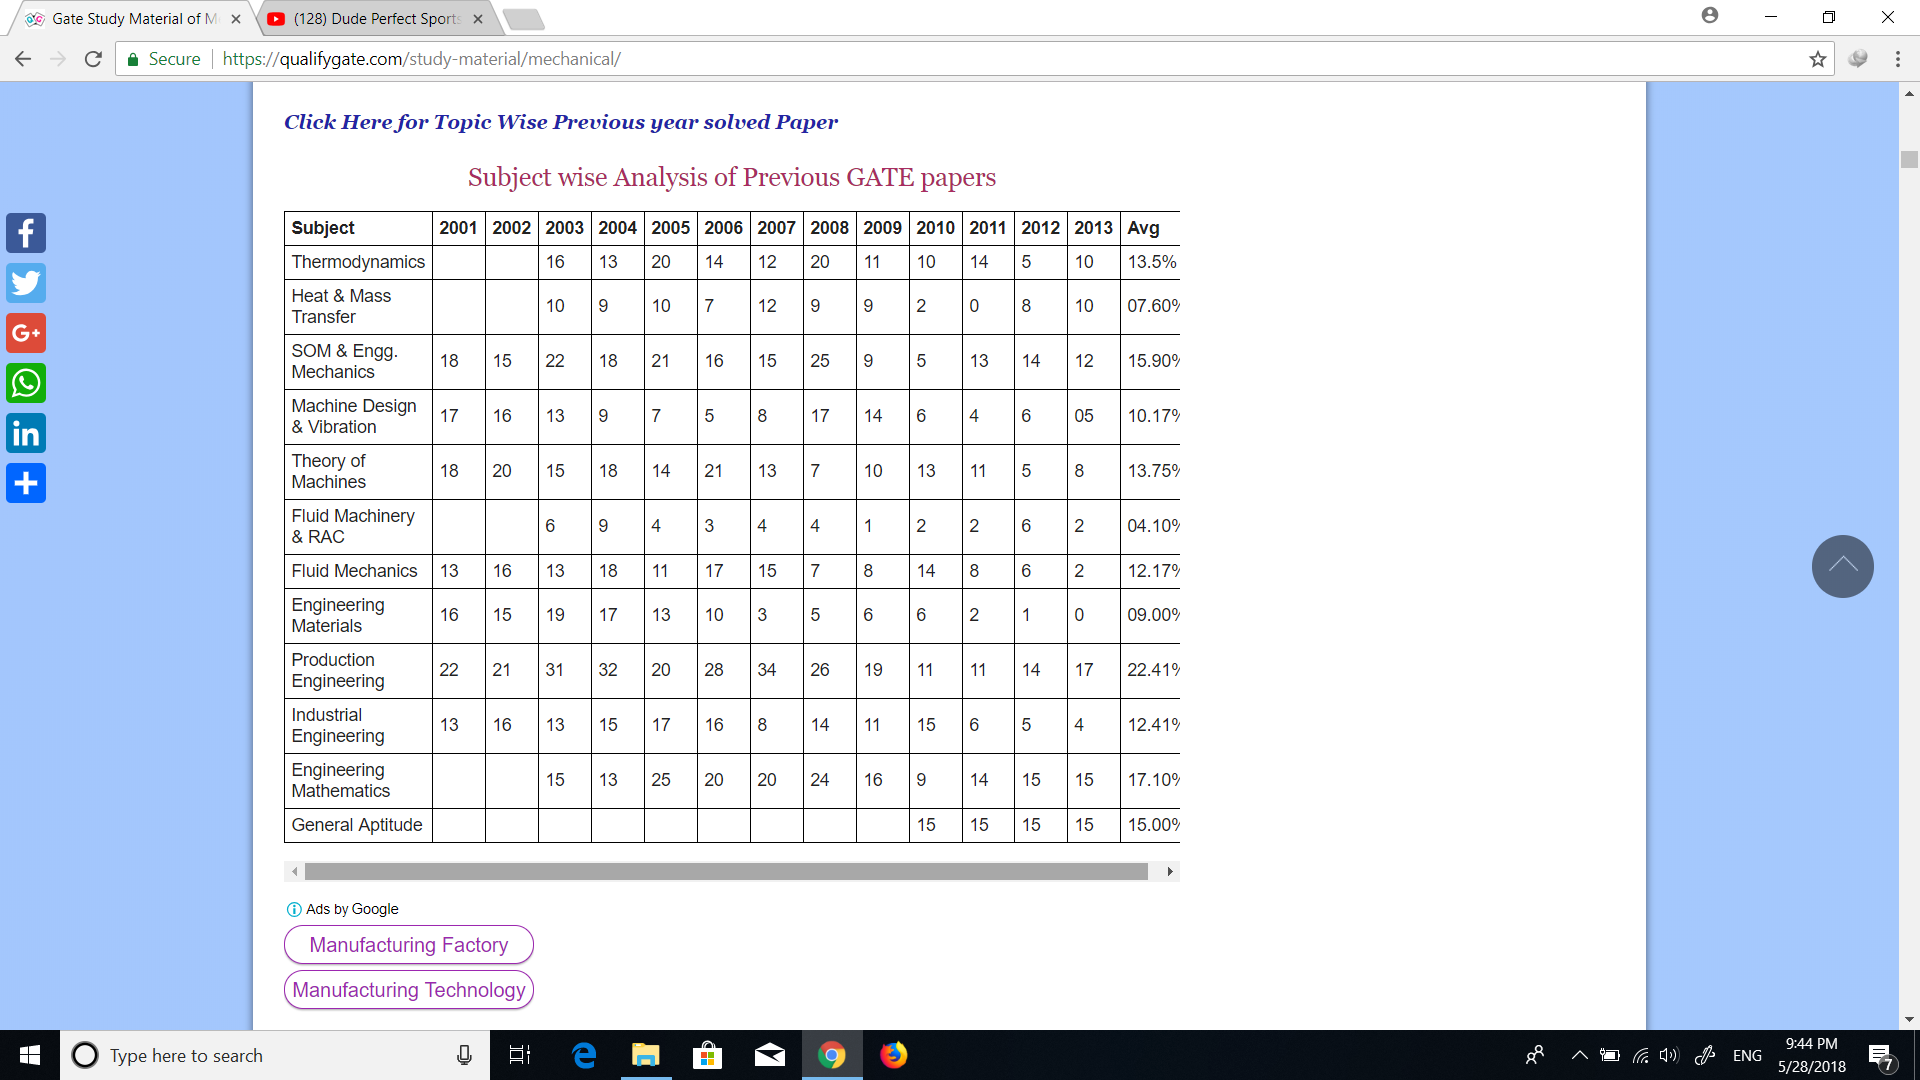 Gate Study Material of M
(128) Dude Perfect Sports
Secure https://qualifygate.com/study-material/mechanical/
Click Here for Topic Wise Previous year solved Paper
Subject wise Analysis of Previous GATE papers
Subject 2001 2002 2003 2004 2005 2006 2007 2008 2009 2010 2011 2012 2013 Avg
Thermodynamics 16 13 20 14 12 20 11 10 14 5 10 13.5%
Heat & Mass
Transfer
10 9 10 7 12 9 9 2 0 8 10 07.60%
SOM & Engg.
Mechanics
18 15 22 18 21 16 15 25 9 5 13 14 12 15.90%
Machine Design
& Vibration
17 16 13 9 7 5 8 17 14 6 4 6 05 10.17%
Theory of
Machines
18 20 15 18 14 21 13 7 10 13 11 5 8 13.75%
Fluid Machinery
& RAC
6 9 4 3 4 4 1 2 2 6 2 04.10%
Fluid Mechanics 13 16 13 18 11 17 15 7 8 14 8 6 2 12.17%
Engineering
Materials
16 15 19 17 13 10 3 5 6 6 2 1 0 09.00%
Production
Engineering
22 21 31 32 20 28 34 26 19 11 11 14 17 22.41%
Industrial
Engineering
13 16 13 15 17 16 8 14 11 15 6 5 4 12.41%
Engineering
Mathematics
15 13 25 20 20 24 16 9 14 15 15 17.10%
General Aptitude 15 15 15 15 15.00%
Ads by Google
Manufacturing Factory
Manufacturing Technology
Type here to search
ENG
9:44 PM
5/28/2018
7